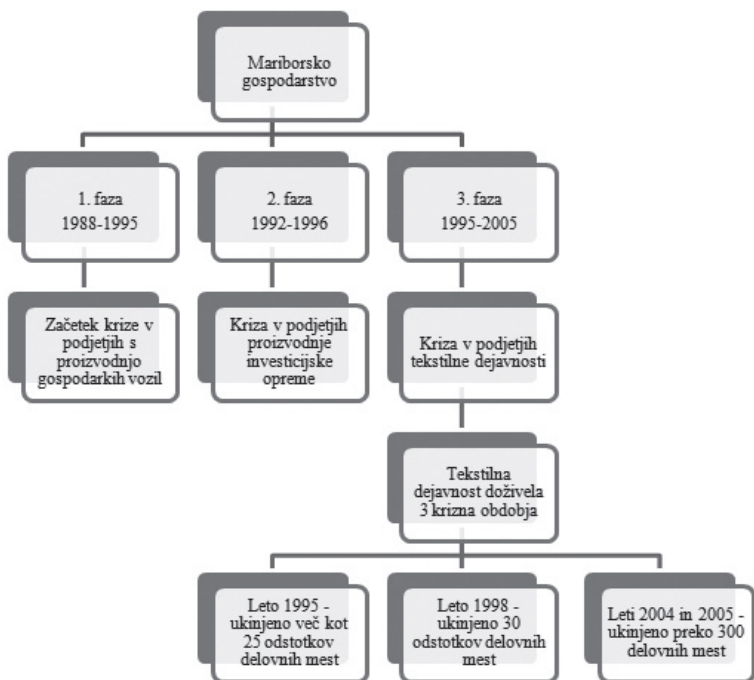 Mariborsko
gospodarstvo
1. faza
1988-1995
2. faza
1992-1996
3. faza
1995-2005
Začetek krize v
podjetjih s
proizvodnjo
gospodarkih vozil
Kriza v podjetjih
proizvodnje
investicijske
opreme
Kriza v podjetjih
tekstilne dejavnosti
Tekstilna
dejavnost doživela
3 krizna obdobja
Leto 1995 -
ukinjeno več kot
25 odstotkov
delovnih mest
Leto 1998 -
ukinjeno 30
odstotkov delovnih
mest
Leti 2004 in 2005 -
ukinjeno preko 300
delovnih mest